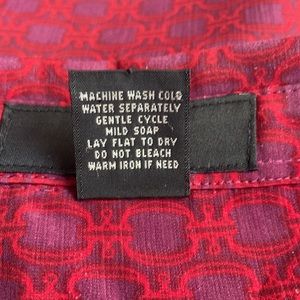 MACHINE WASH COLD
WATER SEPARATELY
GENTLE CYCLE
MILD SOAP
LAY FLAT TO DRY
DO NOT BLEACH
WARM IRON IF NEED